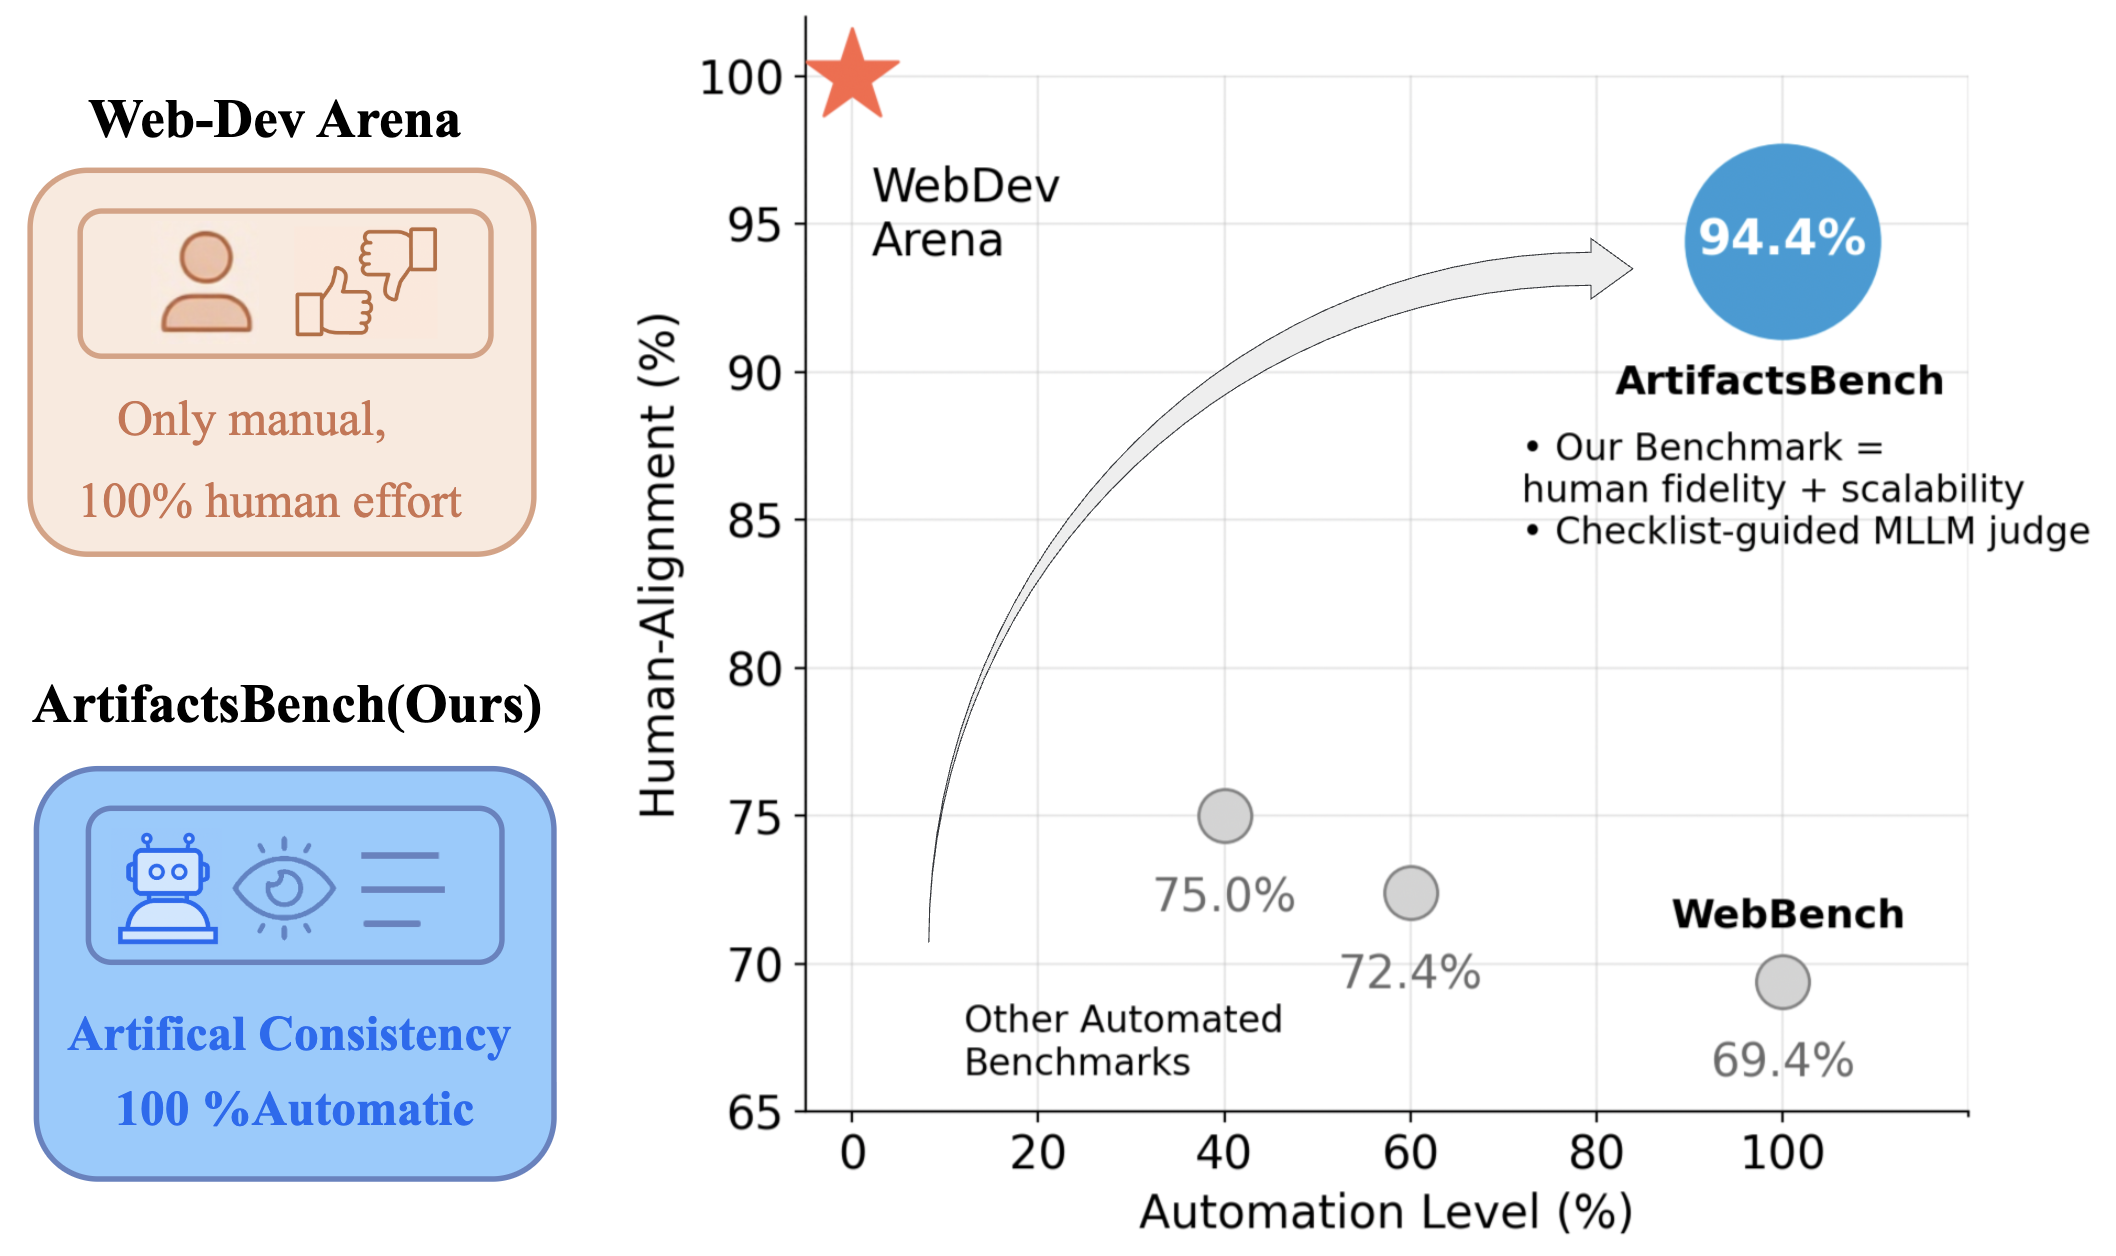 Web-Dev Arena
Only manual,
100% human effort
ArtifactsBench(Ours)
Artifical Consistency
100 %Automatic
Human-Alignment (%)
100
95
90
85
80
75
70
65
WebDev
Arena
94.4%
ArtifactsBench
• Our Benchmark =
human fidelity + scalability
• Checklist-guided MLLM judge
75.0%
72.4%
WebBench
69.4%
Other Automated
Benchmarks
0 20 40 60 80 100
Automation Level (%)